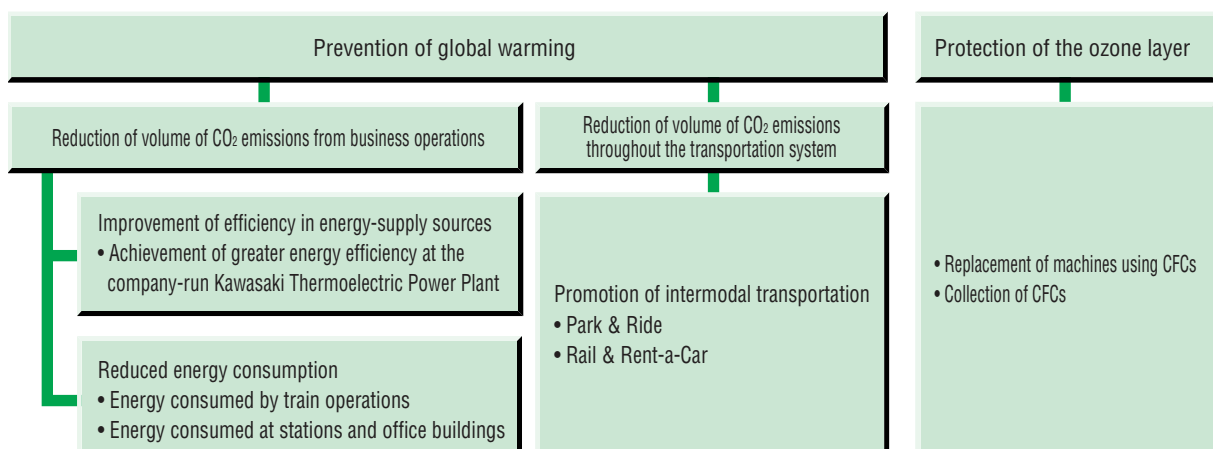 Prevention of global warming
Protection of the ozone layer
Reduction of volume of CO₂ emissions from business operations
Reduction of volume of CO₂ emissions
throughout the transportation system
Improvement of efficiency in energy-supply sources
• Achievement of greater energy efficiency at the
company-run Kawasaki Thermoelectric Power Plant
Reduced energy consumption
• Energy consumed by train operations
• Energy consumed at stations and office buildings
Promotion of intermodal transportation
• Park & Ride
• Rail & Rent-a-Car
• Replacement of machines using CFCs
• Collection of CFCs